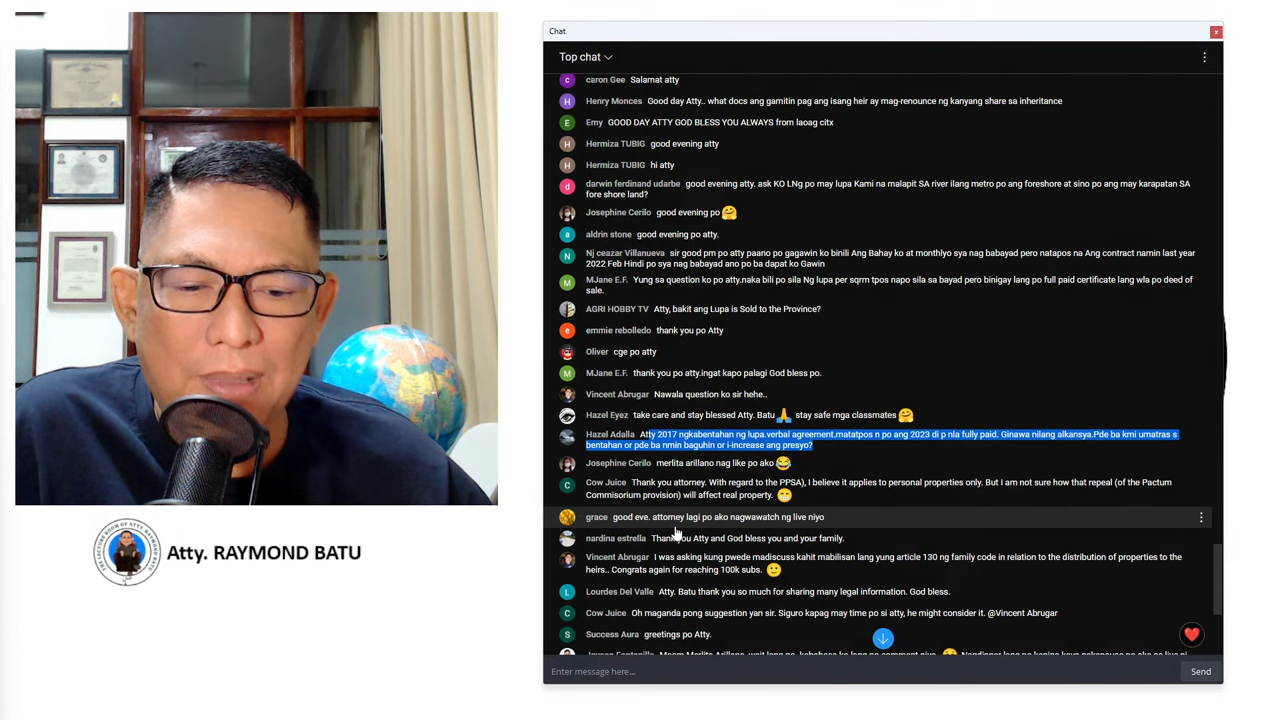 Chat
x
Top chat
caron Gee Salamat atty
Henry Monces Good day Atty.. what docs ang gamitin pag ang isang heir ay mag-renounce ng kanyang share sa inheritance
Emy GOOD DAY ATTY GOD BLESS YOU ALWAYS from laoag citx
Hermiza TUBIG good evening atty
Hermiza TUBIG hi atty
darwin ferdinand udarbe good evening atty. ask KO LNg po may lupa Kami na malapit SA river ilang metro po ang foreshore at sino po ang may karapatan SA
fore shore land?
Josephine Cerilo good evening po 🤗
aldrin stone good evening po atty.
Nj ceazar Villanueva sir good pm po atty paano po gagawin ko binili Ang Bahay ko at monthlyo sya nag babayad pero natapos na Ang contract namin last year
2022 Feb Hindi po sya nag babayad ano po ba dapat ko Gawin
MJane E.F. Yung sa question ko po atty.naka bili po sila Ng lupa per sqrm tpos napo sila sa bayad pero binigay lang po full paid certificate lang wla po deed of
sale.
AGRI HOBBY TV Atty, bakit ang Lupa is Sold to the Province?
emmie rebolledo thank you po Atty
Oliver cge po atty
MJane E.F. thank you po atty.ingat kapo palagi God bless po.
Vincent Abrugar Nawala question ko sir hehe..
Hazel Eyez take care and stay blessed Atty. Batu 🙏 stay safe mga classmates 🤗
Hazel Adalla Atty 2017 ngkabentahan ng lupa.verbal agreement.matatpos n po ang 2023 di p nla fully paid. Ginawa nilang alkansya.Pde ba kmi umatras s
bentahan or pde ba nmin baguhin or i-increase ang presyo?
Josephine Cerilo merlita arillano nag like po ako 😂
Cow Juice Thank you attorney. With regard to the PPSA), I believe it applies to personal properties only. But I am not sure how that repeal (of the Pactum
Commisorium provision) will affect real property. 😁
grace good eve. attorney lagi po ako nagwawatch ng live niyo
nardina estrella Thank you Atty and God bless you and your family.
Vincent Abrugar I was asking kung pwede madiscuss kahit mabilisan lang yung article 130 ng family code in relation to the distribution of properties to the
heirs.. Congrats again for reaching 100k subs. 🙂
Lourdes Del Valle Atty. Batu thank you so much for sharing many legal information. God bless.
Cow Juice Oh maganda pong suggestion yan sir. Siguro kapag may time po si atty, he might consider it. @Vincent Abrugar
Success Aura greetings po Atty.
Enter message here...
Send
Atty. RAYMOND BATU